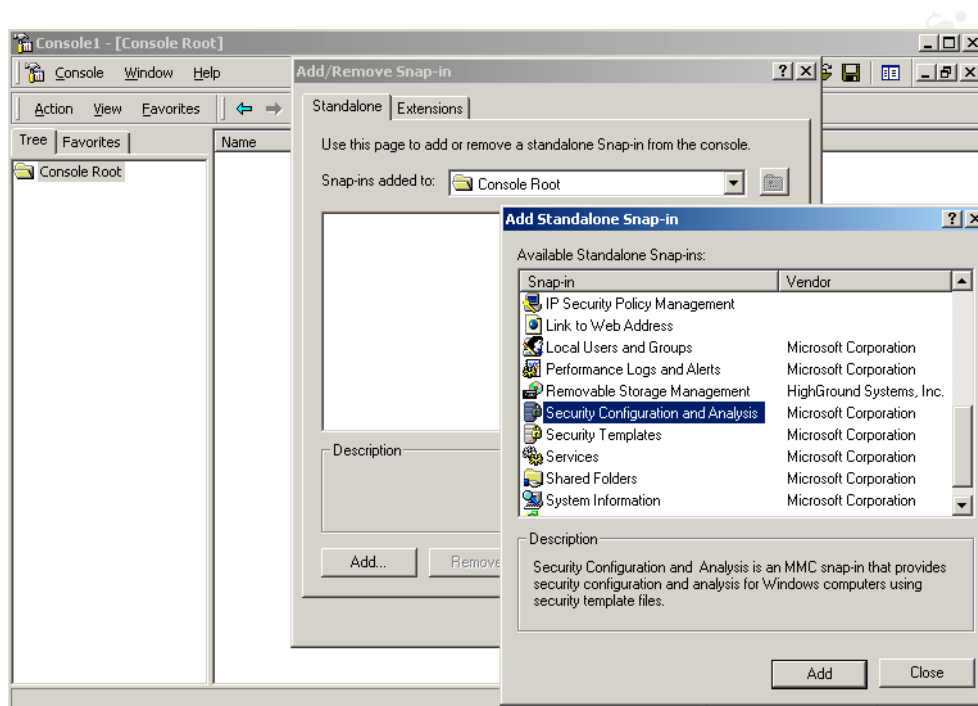 Console1 - [Console Root]
Console Window Help
Action View Favorites
Tree Favorites
Name
Console Root
Add/Remove Snap-in
Standalone Extensions
Use this page to add or remove a standalone Snap-in from the console.
Snap-ins added to: Console Root
Description
Add... Remove
Add Standalone Snap-in
Available Standalone Snap-ins:
Snap-in Vendor
IP Security Policy Management
Link to Web Address
Local Users and Groups Microsoft Corporation
Performance Logs and Alerts Microsoft Corporation
Removable Storage Management HighGround Systems, Inc.
Security Configuration and Analysis Microsoft Corporation
Security Templates Microsoft Corporation
Services Microsoft Corporation
Shared Folders Microsoft Corporation
System Information Microsoft Corporation
Description
Security Configuration and Analysis is an MMC snap-in that provides
security configuration and analysis for Windows computers using
security template files.
Add Close